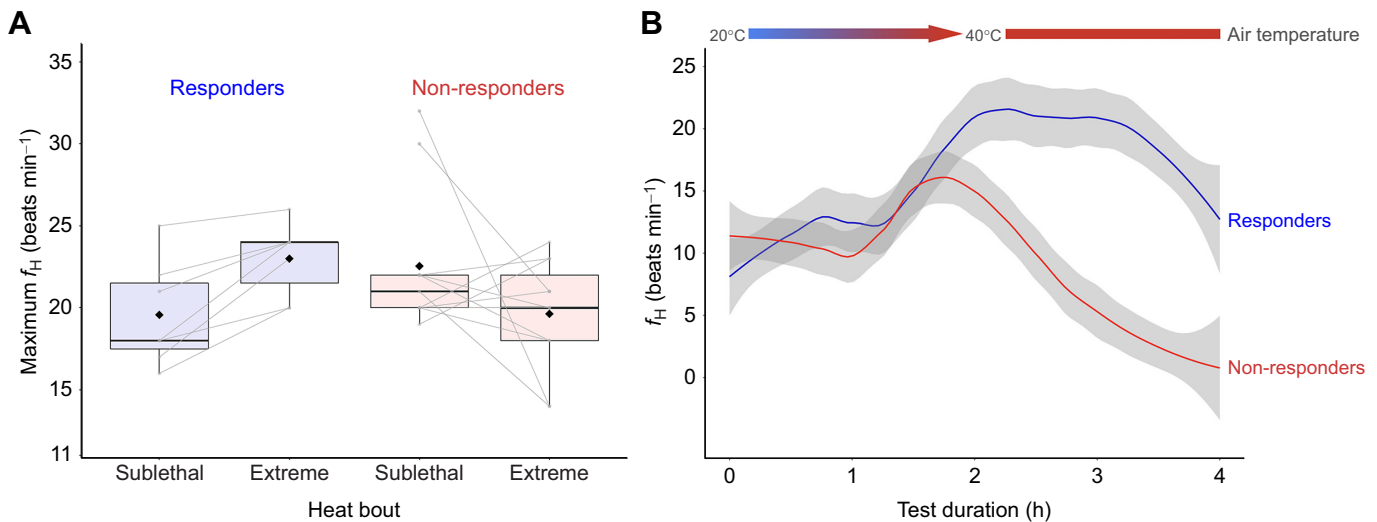 A
Maximum fH (beats min−1)
35
30
25
20
15
11
Responders
Non-responders
Sublethal
Extreme
Sublethal
Extreme
Heat bout
B
20°C
40°C
Air temperature
fH (beats min−1)
25
20
15
10
5
0
Responders
Non-responders
0
1
2
3
4
Test duration (h)